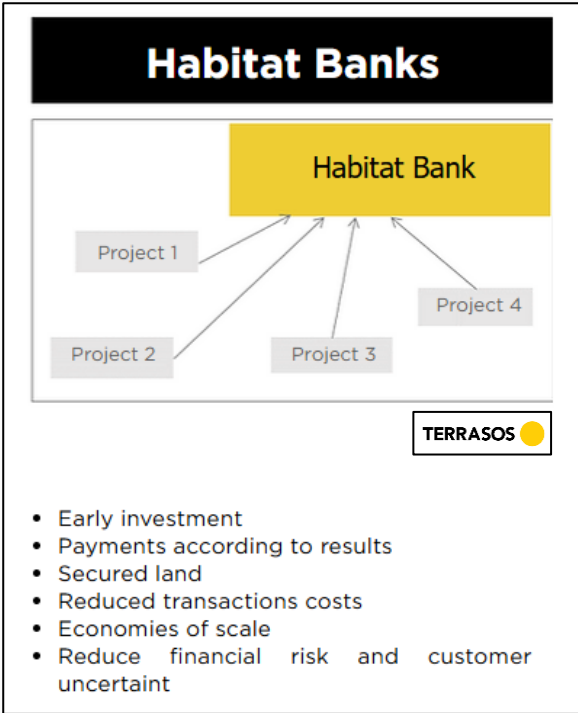 Habitat Banks
Habitat Bank
Project 1
Project 4
Project 2
Project 3
TERRASOS
• Early investment
• Payments according to results
• Secured land
• Reduced transactions costs
• Economies of scale
• Reduce financial risk and customer
uncertaint